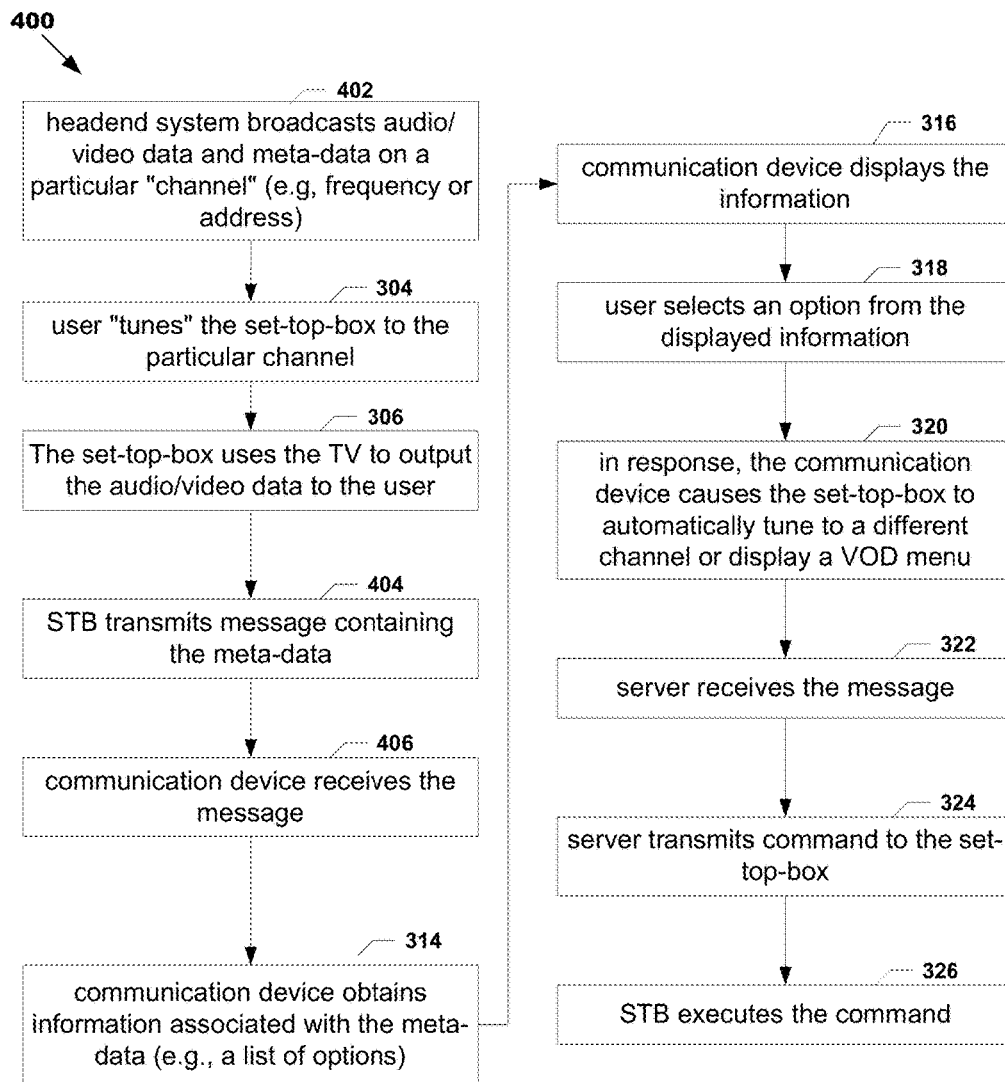 400
402
headend system broadcasts audio/
video data and meta-data on a
particular "channel" (e.g, frequency or
address)
304
user "tunes" the set-top-box to the
particular channel
306
The set-top-box uses the TV to output
the audio/video data to the user
404
STB transmits message containing
the meta-data
406
communication device receives the
message
314
communication device obtains
information associated with the meta-
data (e.g., a list of options)
316
communication device displays the
information
318
user selects an option from the
displayed information
320
in response, the communication
device causes the set-top-box to
automatically tune to a different
channel or display a VOD menu
322
server receives the message
324
server transmits command to the set-
top-box
326
STB executes the command